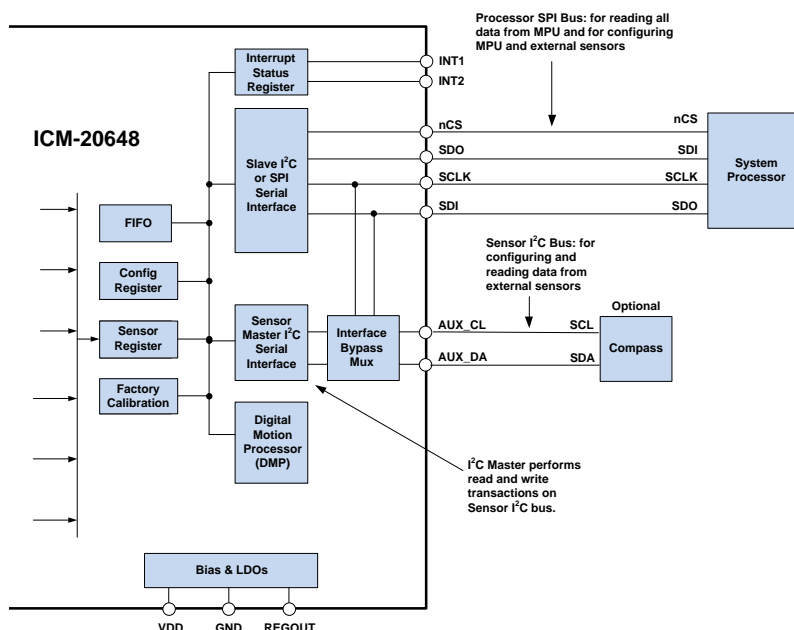 Processor SPI Bus: for reading all
data from MPU and for configuring
MPU and external sensors
Interrupt
Status
Register
INT1
INT2
ICM-20648
Slave I²C
or SPI
Serial
Interface
nCS
SDO
SCLK
SDI
nCS
SDI
SCLK
SDO
System
Processor
FIFO
Config
Register
Sensor
Register
Factory
Calibration
Sensor I²C Bus: for
configuring and
reading data from
external sensors
Sensor
Master I²C
Serial
Interface
Interface
Bypass
Mux
AUX_CL
AUX_DA
SCL
SDA
Optional
Compass
Digital
Motion
Processor
(DMP)
I²C Master performs
read and write
transactions on
Sensor I²C bus.
Bias & LDOs
VDD
GND
REGOUT